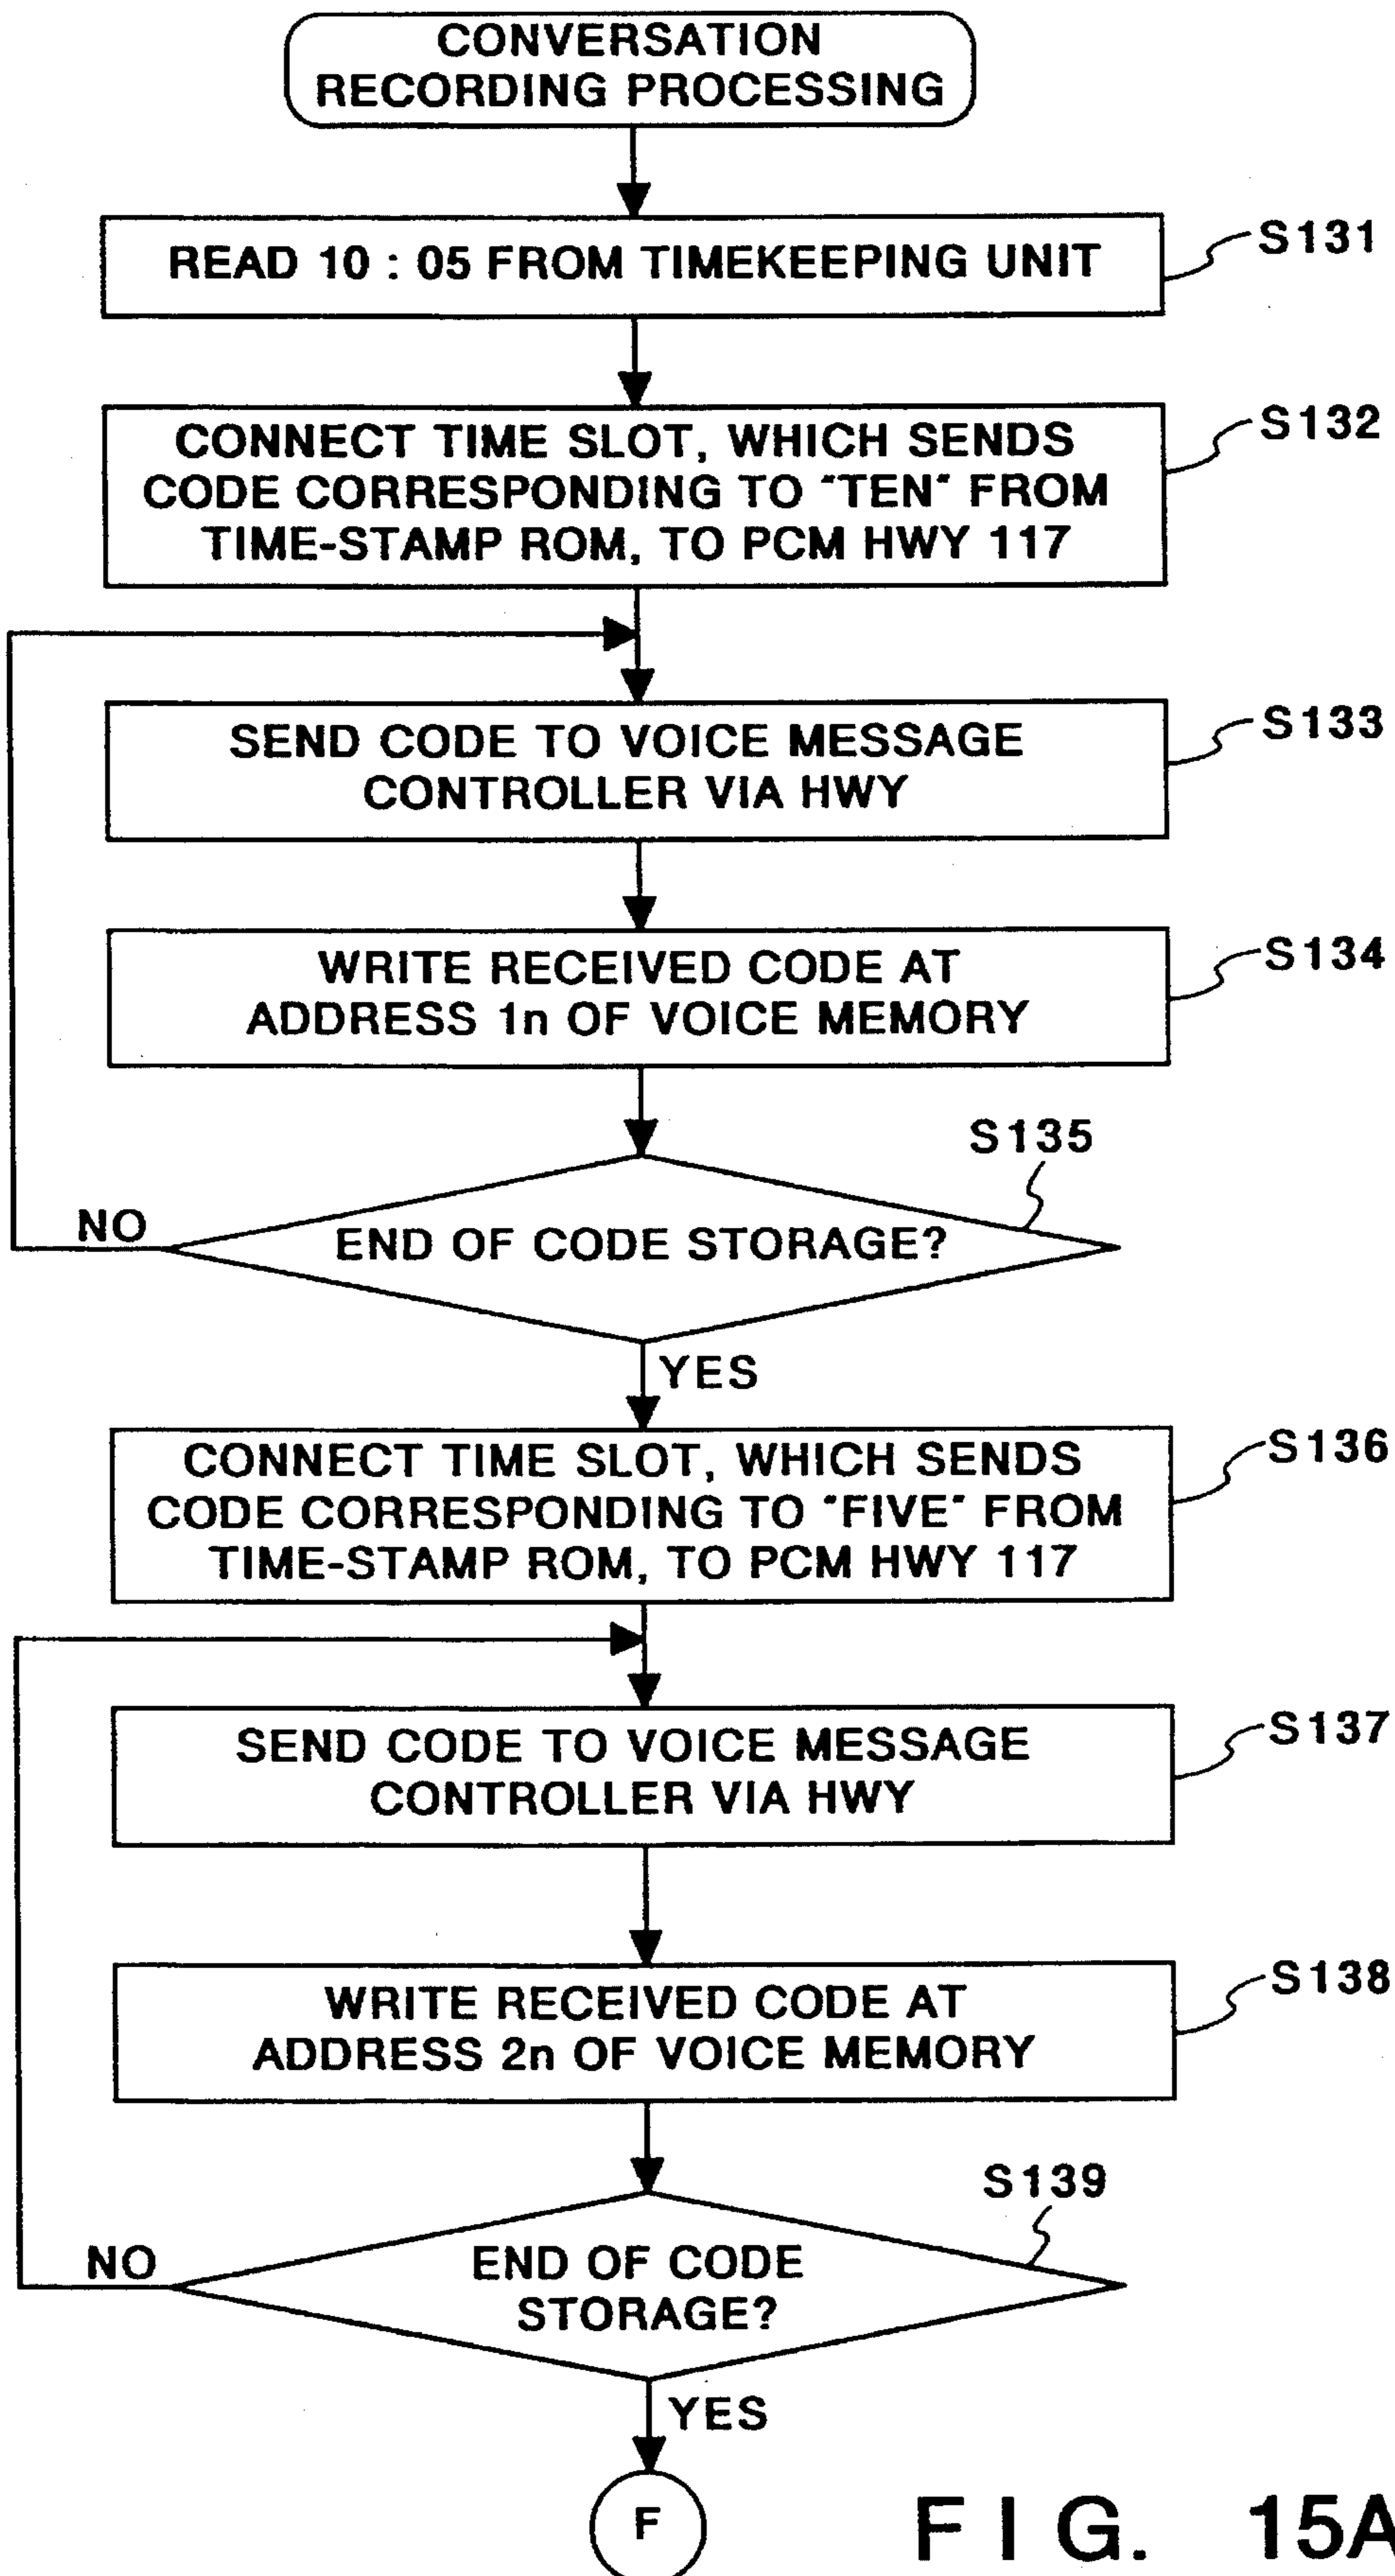 CONVERSATION
RECORDING PROCESSING
READ 10 : 05 FROM TIMEKEEPING UNIT
S131
CONNECT TIME SLOT, WHICH SENDS
CODE CORRESPONDING TO "TEN" FROM
TIME-STAMP ROM, TO PCM HWY 117
S132
SEND CODE TO VOICE MESSAGE
CONTROLLER VIA HWY
S133
WRITE RECEIVED CODE AT
ADDRESS 1n OF VOICE MEMORY
S134
S135
END OF CODE STORAGE?
NO
YES
CONNECT TIME SLOT, WHICH SENDS
CODE CORRESPONDING TO "FIVE" FROM
TIME-STAMP ROM, TO PCM HWY 117
S136
SEND CODE TO VOICE MESSAGE
CONTROLLER VIA HWY
S137
WRITE RECEIVED CODE AT
ADDRESS 2n OF VOICE MEMORY
S138
S139
END OF CODE
STORAGE?
NO
YES
F
FIG. 15A